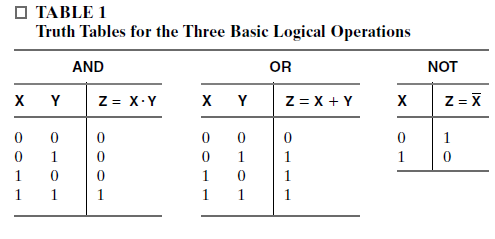 TABLE 1
Truth Tables for the Three Basic Logical Operations
AND OR NOT
X Y Z = X·Y X Y Z = X + Y X Z = X̅
0 0 0 0 0 0 0 1
0 1 0 0 1 1 1 0
1 0 0 1 0 1
1 1 1 1 1 1